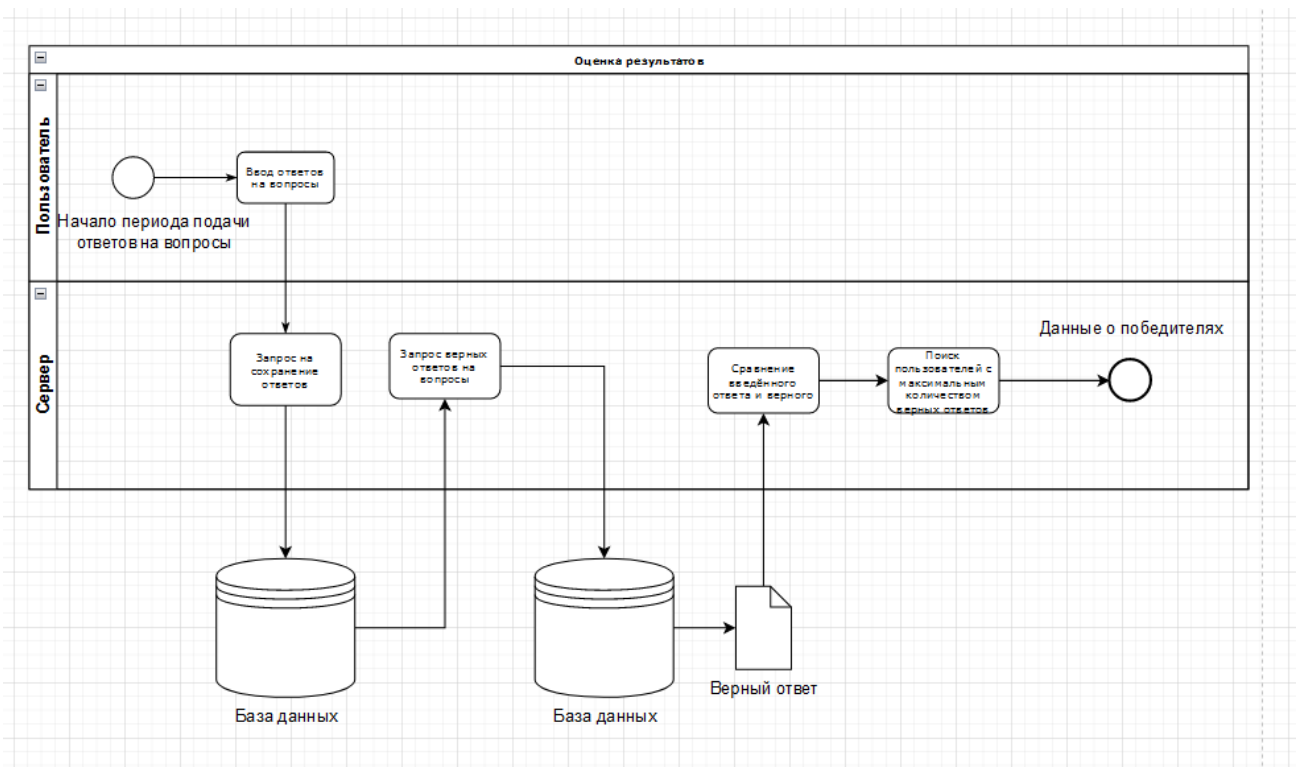 Оценка результатов
Пользователь
Ввод ответов
на вопросы
Начало периода подачи
ответов на вопросы
Сервер
Запрос на
сохранение
ответов
Запрос верных
ответов на
вопросы
Сравнение
введённого
ответа и верного
Поиск
пользователей с
максимальным
количеством
верных ответов
Данные о победителях
База данных
База данных
Верный ответ